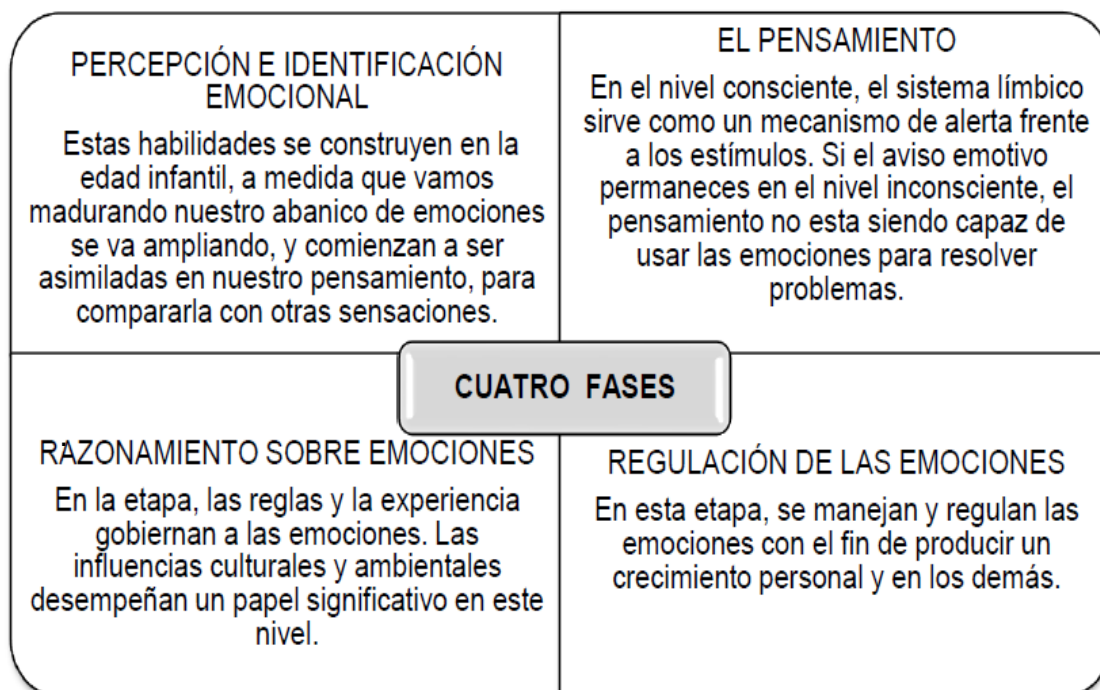 PERCEPCIÓN E IDENTIFICACIÓN
EMOCIONAL
Estas habilidades se construyen en la
edad infantil, a medida que vamos
madurando nuestro abanico de emociones
se va ampliando, y comienzan a ser
asimiladas en nuestro pensamiento, para
compararla con otras sensaciones.
EL PENSAMIENTO
En el nivel consciente, el sistema límbico
sirve como un mecanismo de alerta frente
a los estímulos. Si el aviso emotivo
permaneces en el nivel inconsciente, el
pensamiento no esta siendo capaz de
usar las emociones para resolver
problemas.
CUATRO FASES
RAZONAMIENTO SOBRE EMOCIONES
En la etapa, las reglas y la experiencia
gobiernan a las emociones. Las
influencias culturales y ambientales
desempeñan un papel significativo en este
nivel.
REGULACIÓN DE LAS EMOCIONES
En esta etapa, se manejan y regulan las
emociones con el fin de producir un
crecimiento personal y en los demás.